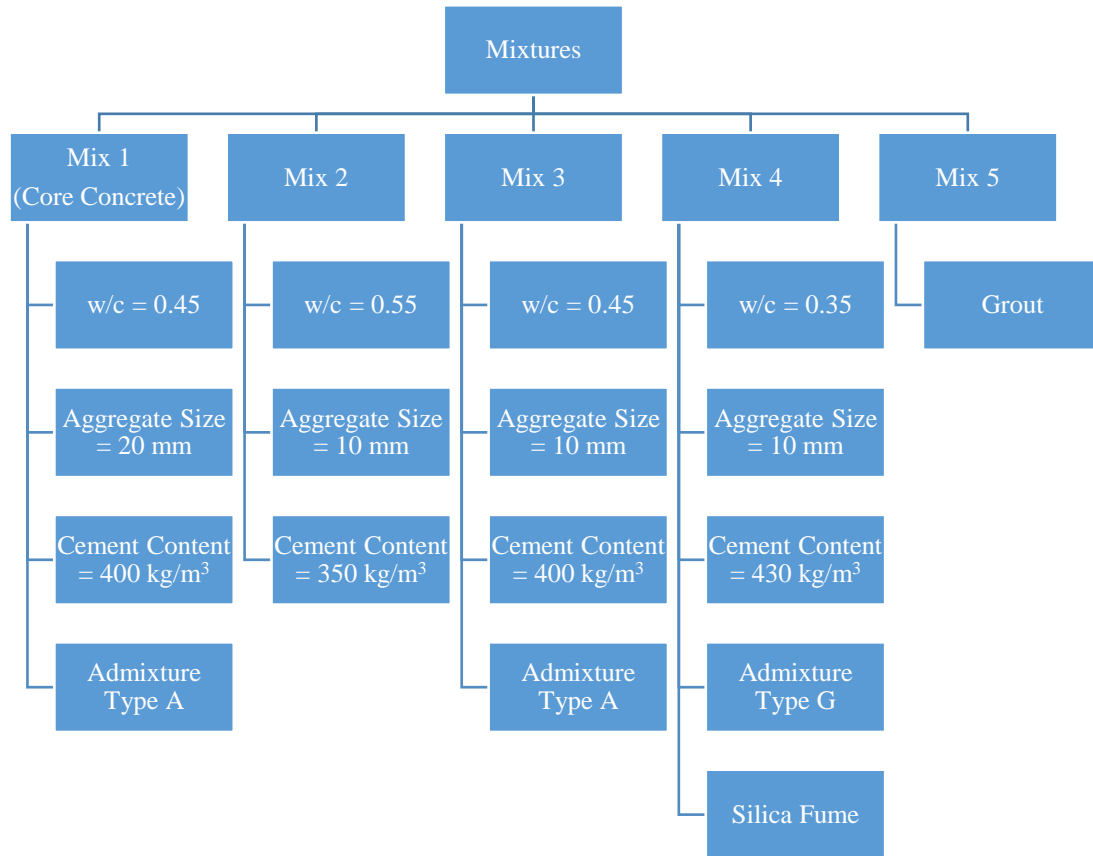 Mixtures
Mix 1
(Core Concrete)
Mix 2
Mix 3
Mix 4
Mix 5
w/c = 0.45
w/c = 0.55
w/c = 0.45
w/c = 0.35
Grout
Aggregate Size
= 20 mm
Aggregate Size
= 10 mm
Aggregate Size
= 10 mm
Aggregate Size
= 10 mm
Cement Content
= 400 kg/m³
Cement Content
= 350 kg/m³
Cement Content
= 400 kg/m³
Cement Content
= 430 kg/m³
Admixture
Type A
Admixture
Type A
Admixture
Type G
Silica Fume